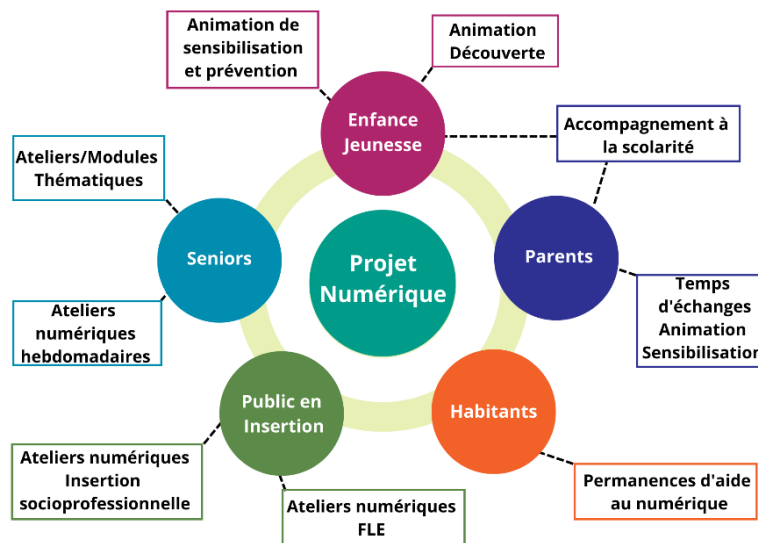 Animation de
sensibilisation
et prévention
Animation
Découverte
Enfance
Jeunesse
Accompagnement à
la scolarité
Ateliers/Modules
Thématiques
Seniors
Projet
Numérique
Parents
Temps
d'échanges
Animation
Sensibilisation
Ateliers
numériques
hebdomadaires
Public en
Insertion
Habitants
Ateliers numériques
Insertion
socioprofessionnelle
Ateliers numériques
FLE
Permanences d'aide
au numérique